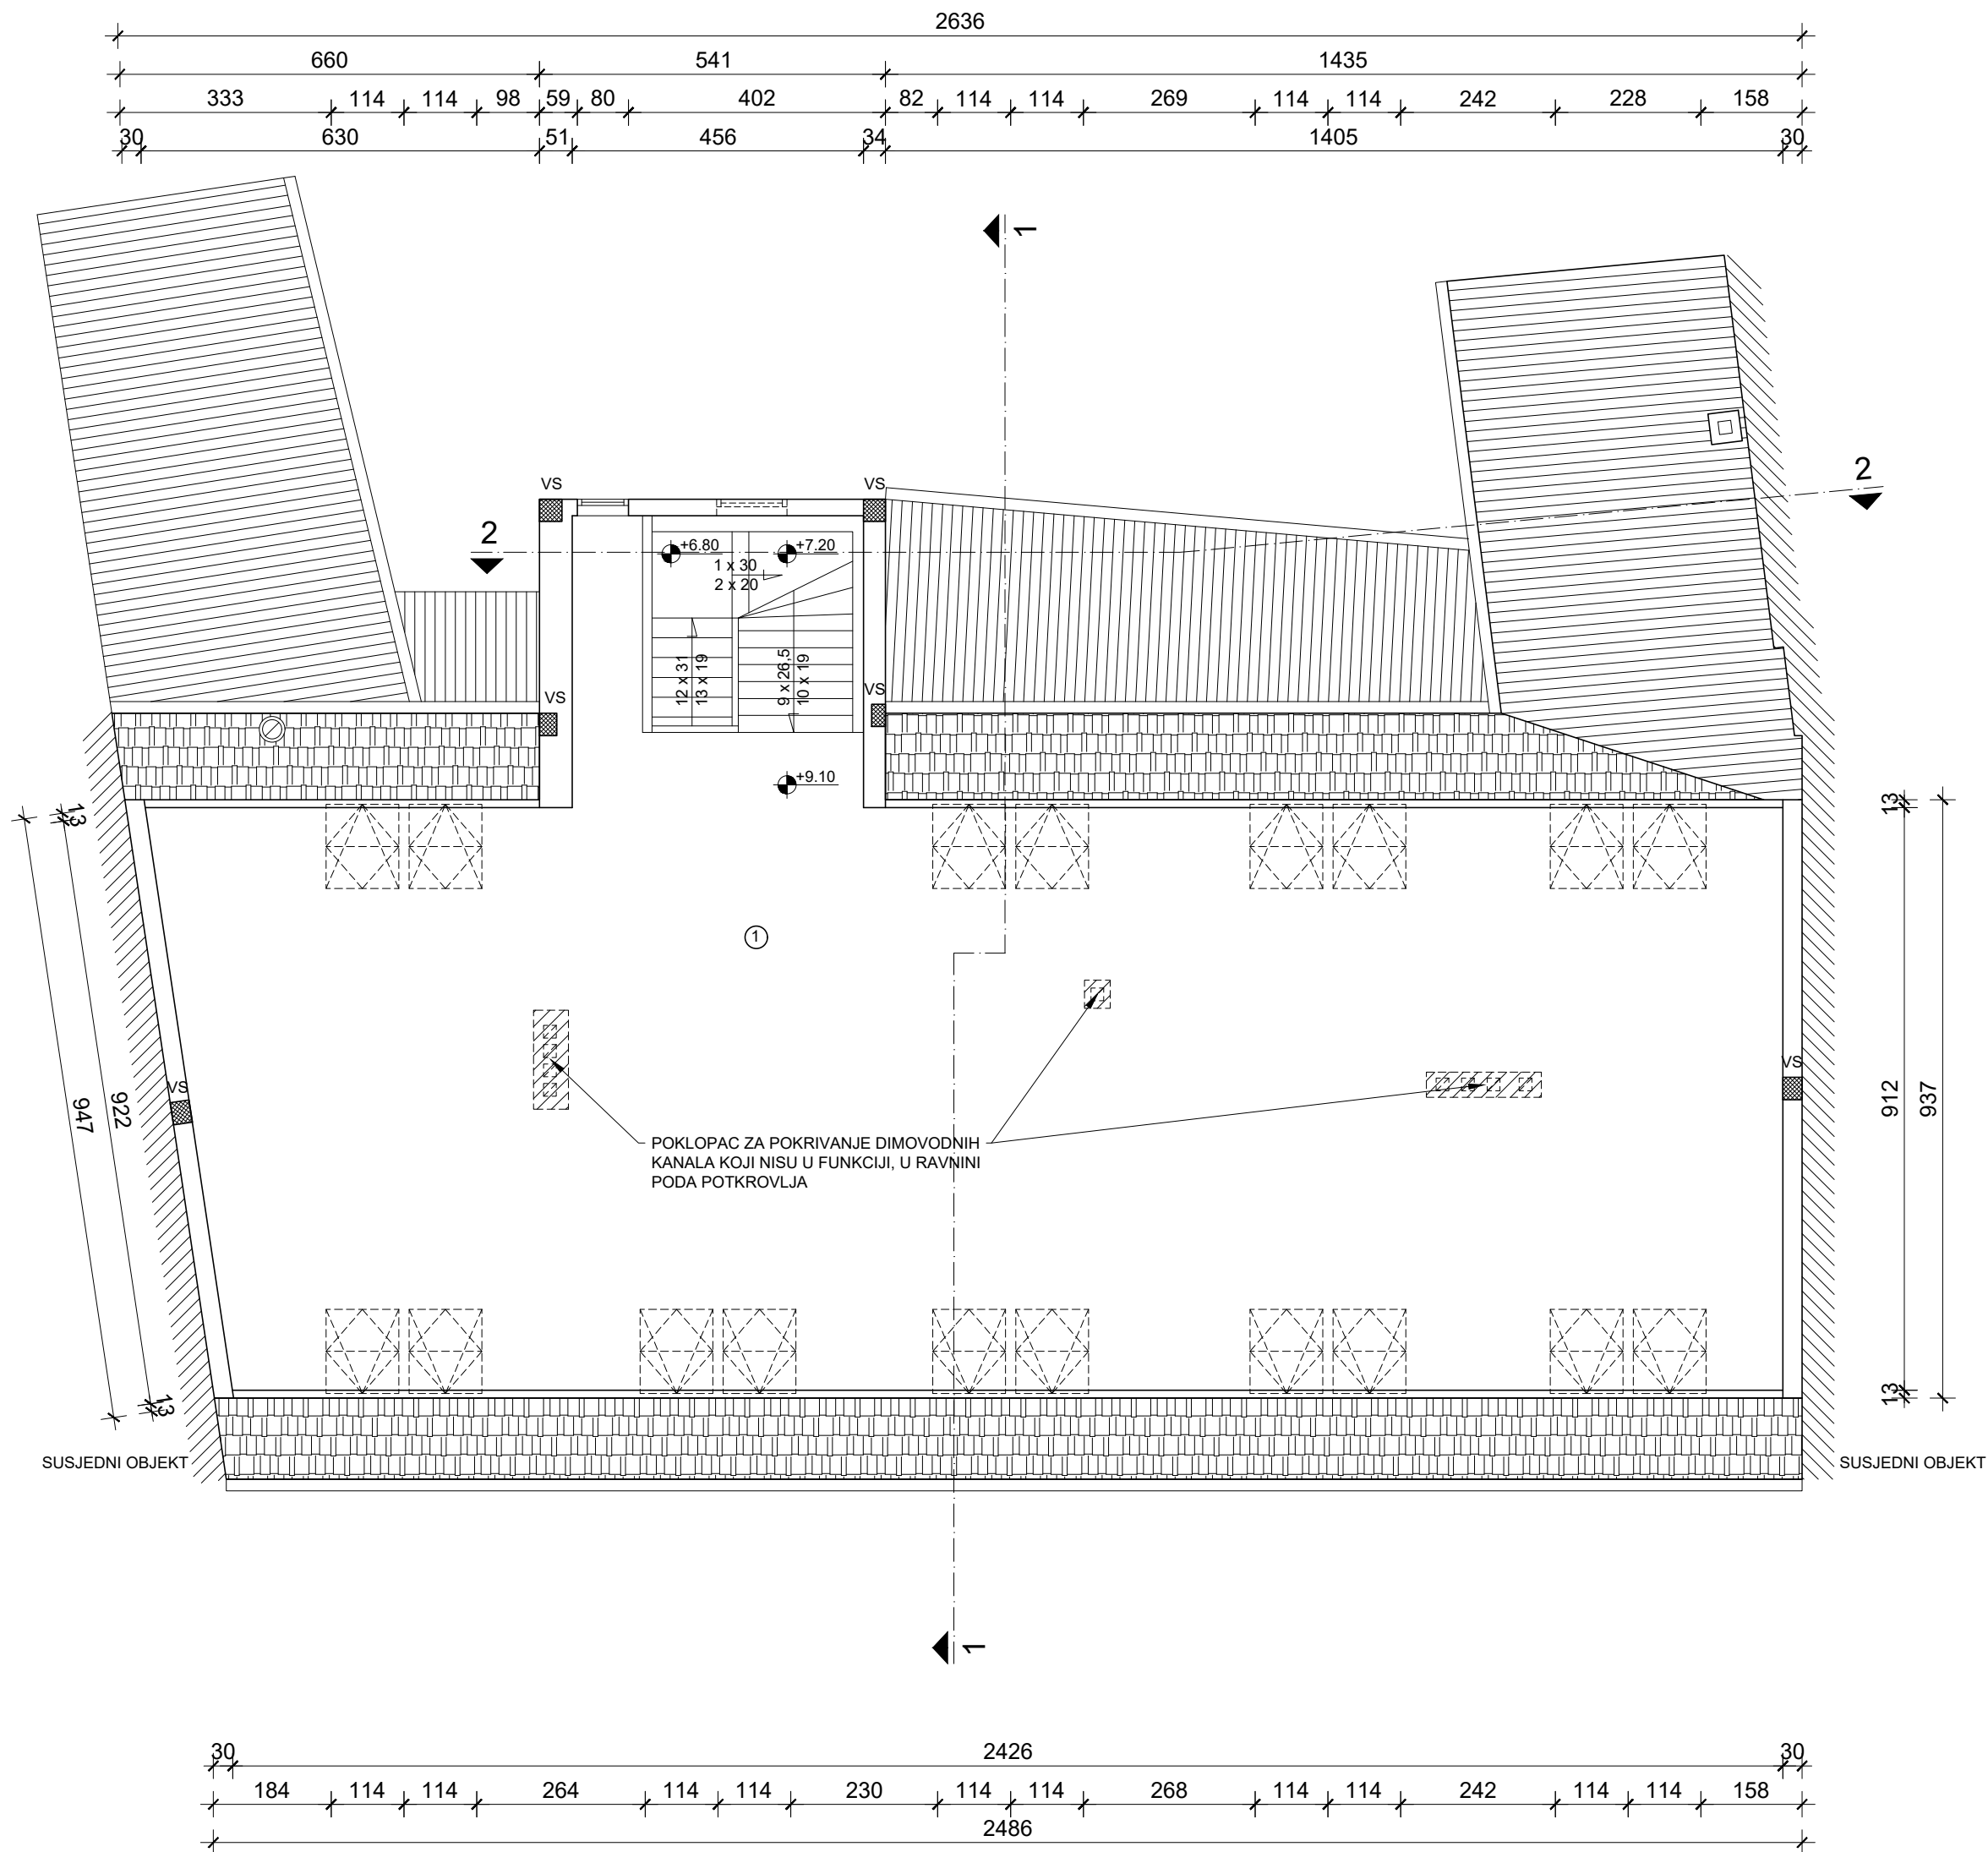 2636
660 541 1435
333 114 114 98 59 80 402 82 114 114 269 114 114 242 228 158
30 630 51 456 34 1405 30
1
2
VS VS
2
+6.80 +7.20
1 x 30
2 x 20
12 x 31
13 x 19
9 x 26,5
10 x 19
VS VS
+9.10
13
13
1
VS
VS
947
922
912
937
POKLOPAC ZA POKRIVANJE DIMOVODNIH
KANALA KOJI NISU U FUNKCIJI, U RAVNINI
PODA POTKROVLJA
13
13
SUSJEDNI OBJEKT
SUSJEDNI OBJEKT
1
30 2426 30
184 114 114 264 114 114 230 114 114 268 114 114 242 114 114 158
2486